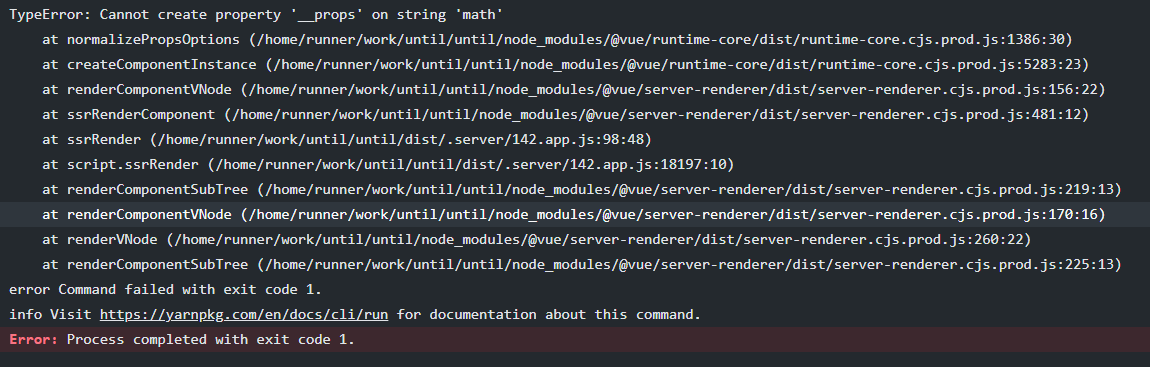 TypeError: Cannot create property '__props' on string 'math'
at normalizePropsOptions (/home/runner/work/until/until/node_modules/@vue/runtime-core/dist/runtime-core.cjs.prod.js:1386:30)
at createComponentInstance (/home/runner/work/until/until/node_modules/@vue/runtime-core/dist/runtime-core.cjs.prod.js:5283:23)
at renderComponentVNode (/home/runner/work/until/until/node_modules/@vue/server-renderer/dist/server-renderer.cjs.prod.js:156:22)
at ssrRenderComponent (/home/runner/work/until/until/node_modules/@vue/server-renderer/dist/server-renderer.cjs.prod.js:481:12)
at ssrRender (/home/runner/work/until/until/dist/.server/142.app.js:98:48)
at script.ssrRender (/home/runner/work/until/until/dist/.server/142.app.js:18197:10)
at renderComponentSubTree (/home/runner/work/until/until/node_modules/@vue/server-renderer/dist/server-renderer.cjs.prod.js:219:13)
at renderComponentVNode (/home/runner/work/until/until/node_modules/@vue/server-renderer/dist/server-renderer.cjs.prod.js:170:16)
at renderVNode (/home/runner/work/until/until/node_modules/@vue/server-renderer/dist/server-renderer.cjs.prod.js:260:22)
at renderComponentSubTree (/home/runner/work/until/until/node_modules/@vue/server-renderer/dist/server-renderer.cjs.prod.js:225:13)
error Command failed with exit code 1.
info Visit https://yarnpkg.com/en/docs/cli/run for documentation about this command.
Error: Process completed with exit code 1.